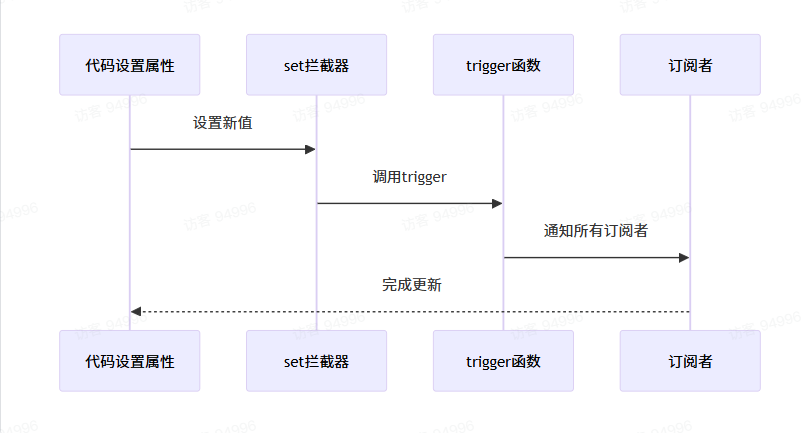 代码设置属性
set拦截器
trigger函数
订阅者
设置新值
调用trigger
通知所有订阅者
完成更新
代码设置属性
set拦截器
trigger函数
订阅者
访客 94996